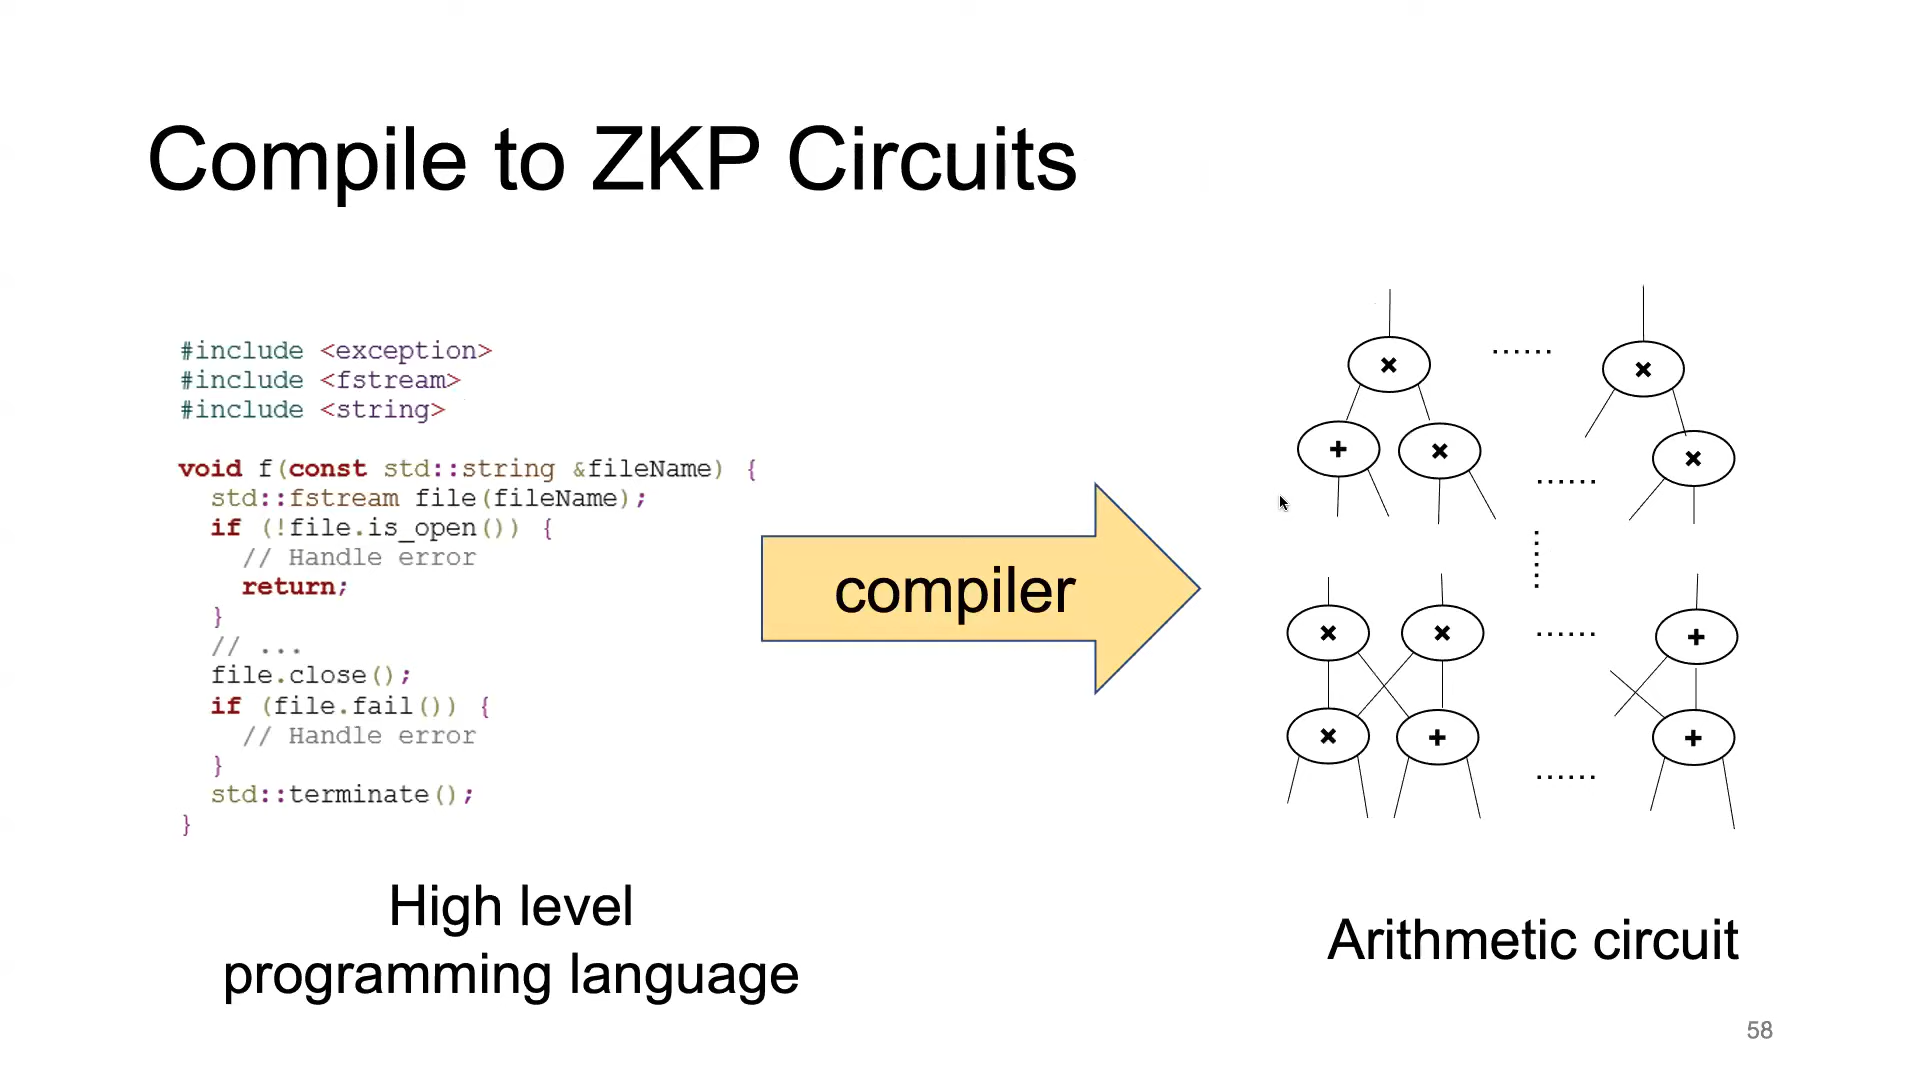 Compile to ZKP Circuits
#include <exception>
#include <fstream>
#include <string>
void f(const std::string &fileName) {
  std::fstream file(fileName);
  if (!file.is_open()) {
    // Handle error
    return;
  }
  // ...
  file.close();
  if (file.fail()) {
    // Handle error
  }
  std::terminate();
}
High level
programming language
compiler
× ...... ×
+ × ...... ×
× × ...... +
× + ...... +
Arithmetic circuit
58